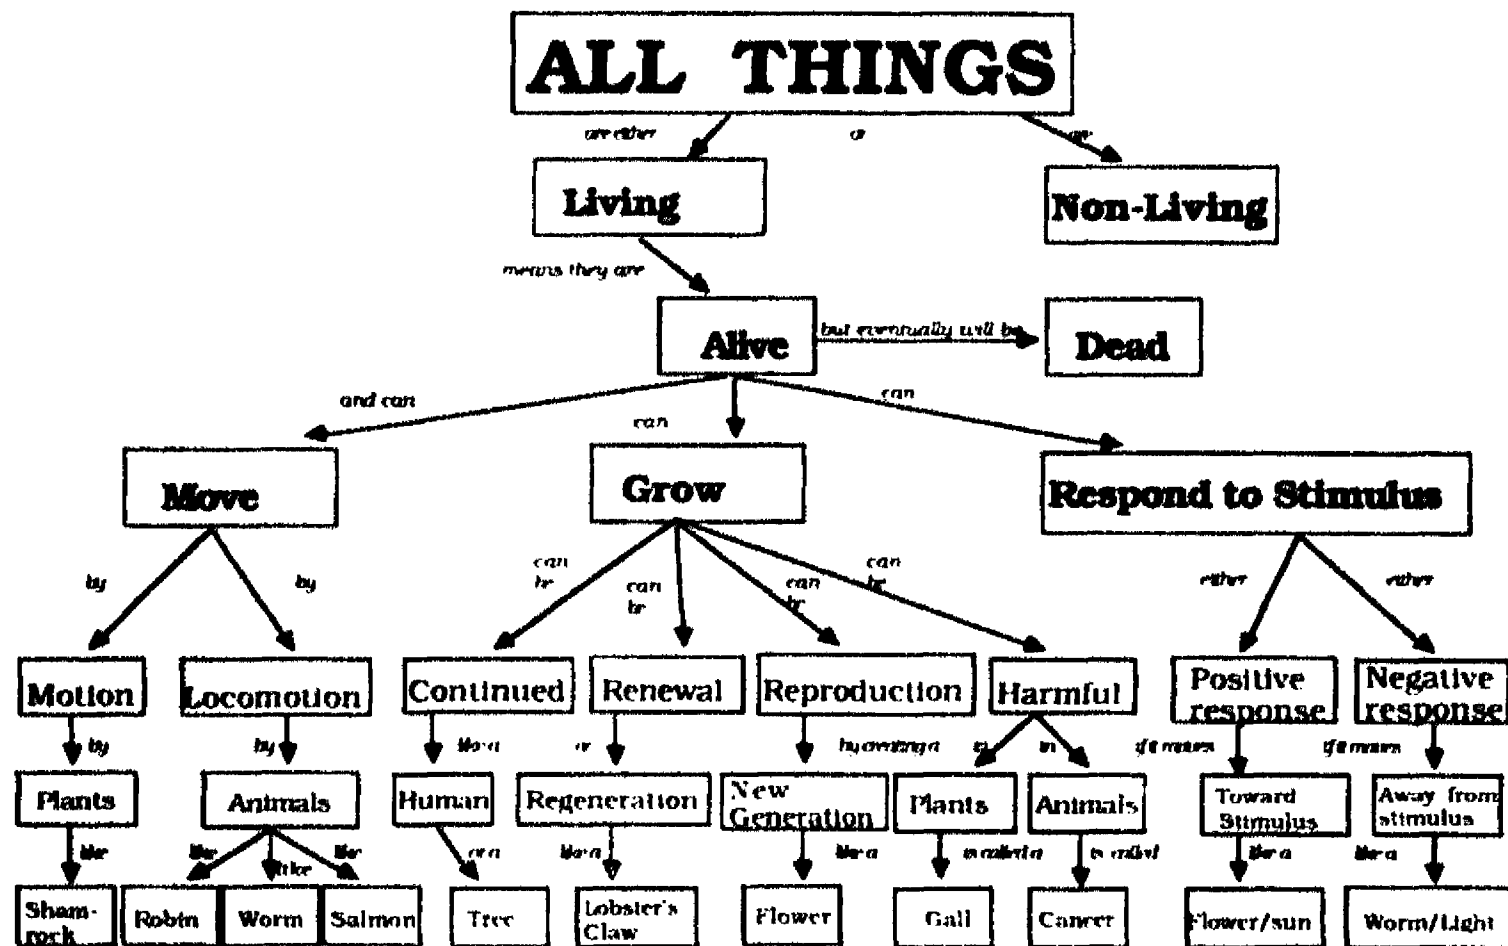 ALL THINGS
are either
or
are
Living
Non-Living
means they are
Alive
but eventually will be
Dead
and can
can
can
Move
Grow
Respond to Stimulus
by
by
can
be
can
be
can
be
can
be
either
either
Motion
Locomotion
Continued
Renewal
Reproduction
Harmful
Positive
response
Negative
response
by
by
like a
or
by creating a
in
in
if it moves
if it moves
Plants
Animals
Human
Regeneration
New
Generation
Plants
Animals
Toward
Stimulus
Away from
stimulus
like
like
like
like
or a
like a
like a
is called a
is called
like a
like a
Sham-
rock
Robin
Worm
Salmon
Tree
Lobster's
Claw
Flower
Gall
Cancer
Flower/sun
Worm/Light